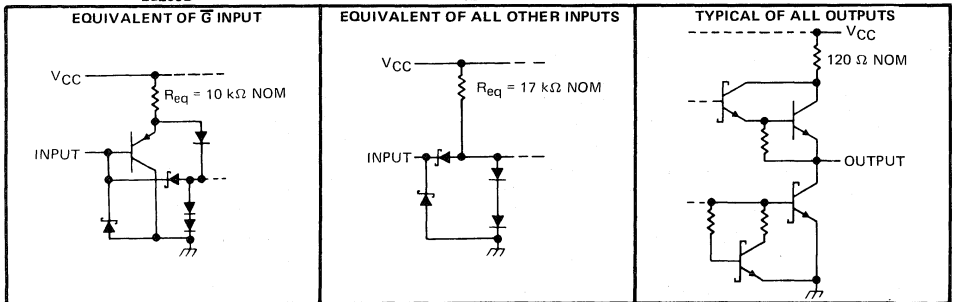 EQUIVALENT OF G̅ INPUT
VCC
Req = 10 kΩ NOM
INPUT
EQUIVALENT OF ALL OTHER INPUTS
VCC
Req = 17 kΩ NOM
INPUT
TYPICAL OF ALL OUTPUTS
VCC
120 Ω NOM
OUTPUT